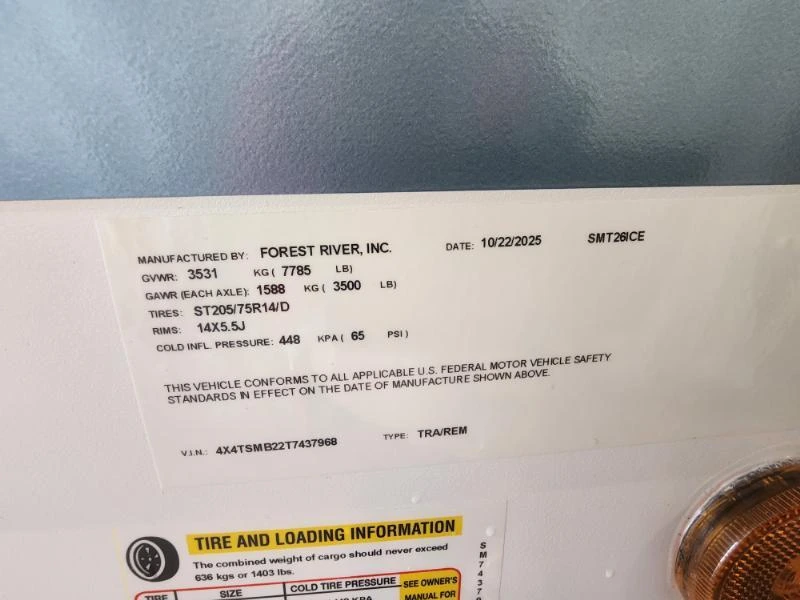 MANUFACTURED BY: FOREST RIVER, INC. DATE: 10/22/2025 SMT26ICE
GVWR: 3531 KG ( 7785 LB)
GAWR (EACH AXLE): 1588 KG ( 3500 LB)
TIRES: ST205/75R14/D
RIMS: 14X5.5J
COLD INFL. PRESSURE: 448 KPA ( 65 PSI )
THIS VEHICLE CONFORMS TO ALL APPLICABLE U.S. FEDERAL MOTOR VEHICLE SAFETY
STANDARDS IN EFFECT ON THE DATE OF MANUFACTURE SHOWN ABOVE.
V.I.N.: 4X4TSMB22T7437968 TYPE: TRA/REM
TIRE AND LOADING INFORMATION
The combined weight of cargo should never exceed
636 kgs or 1403 lbs.
TIRE SIZE COLD TIRE PRESSURE SEE OWNER'S
MANUAL FOR